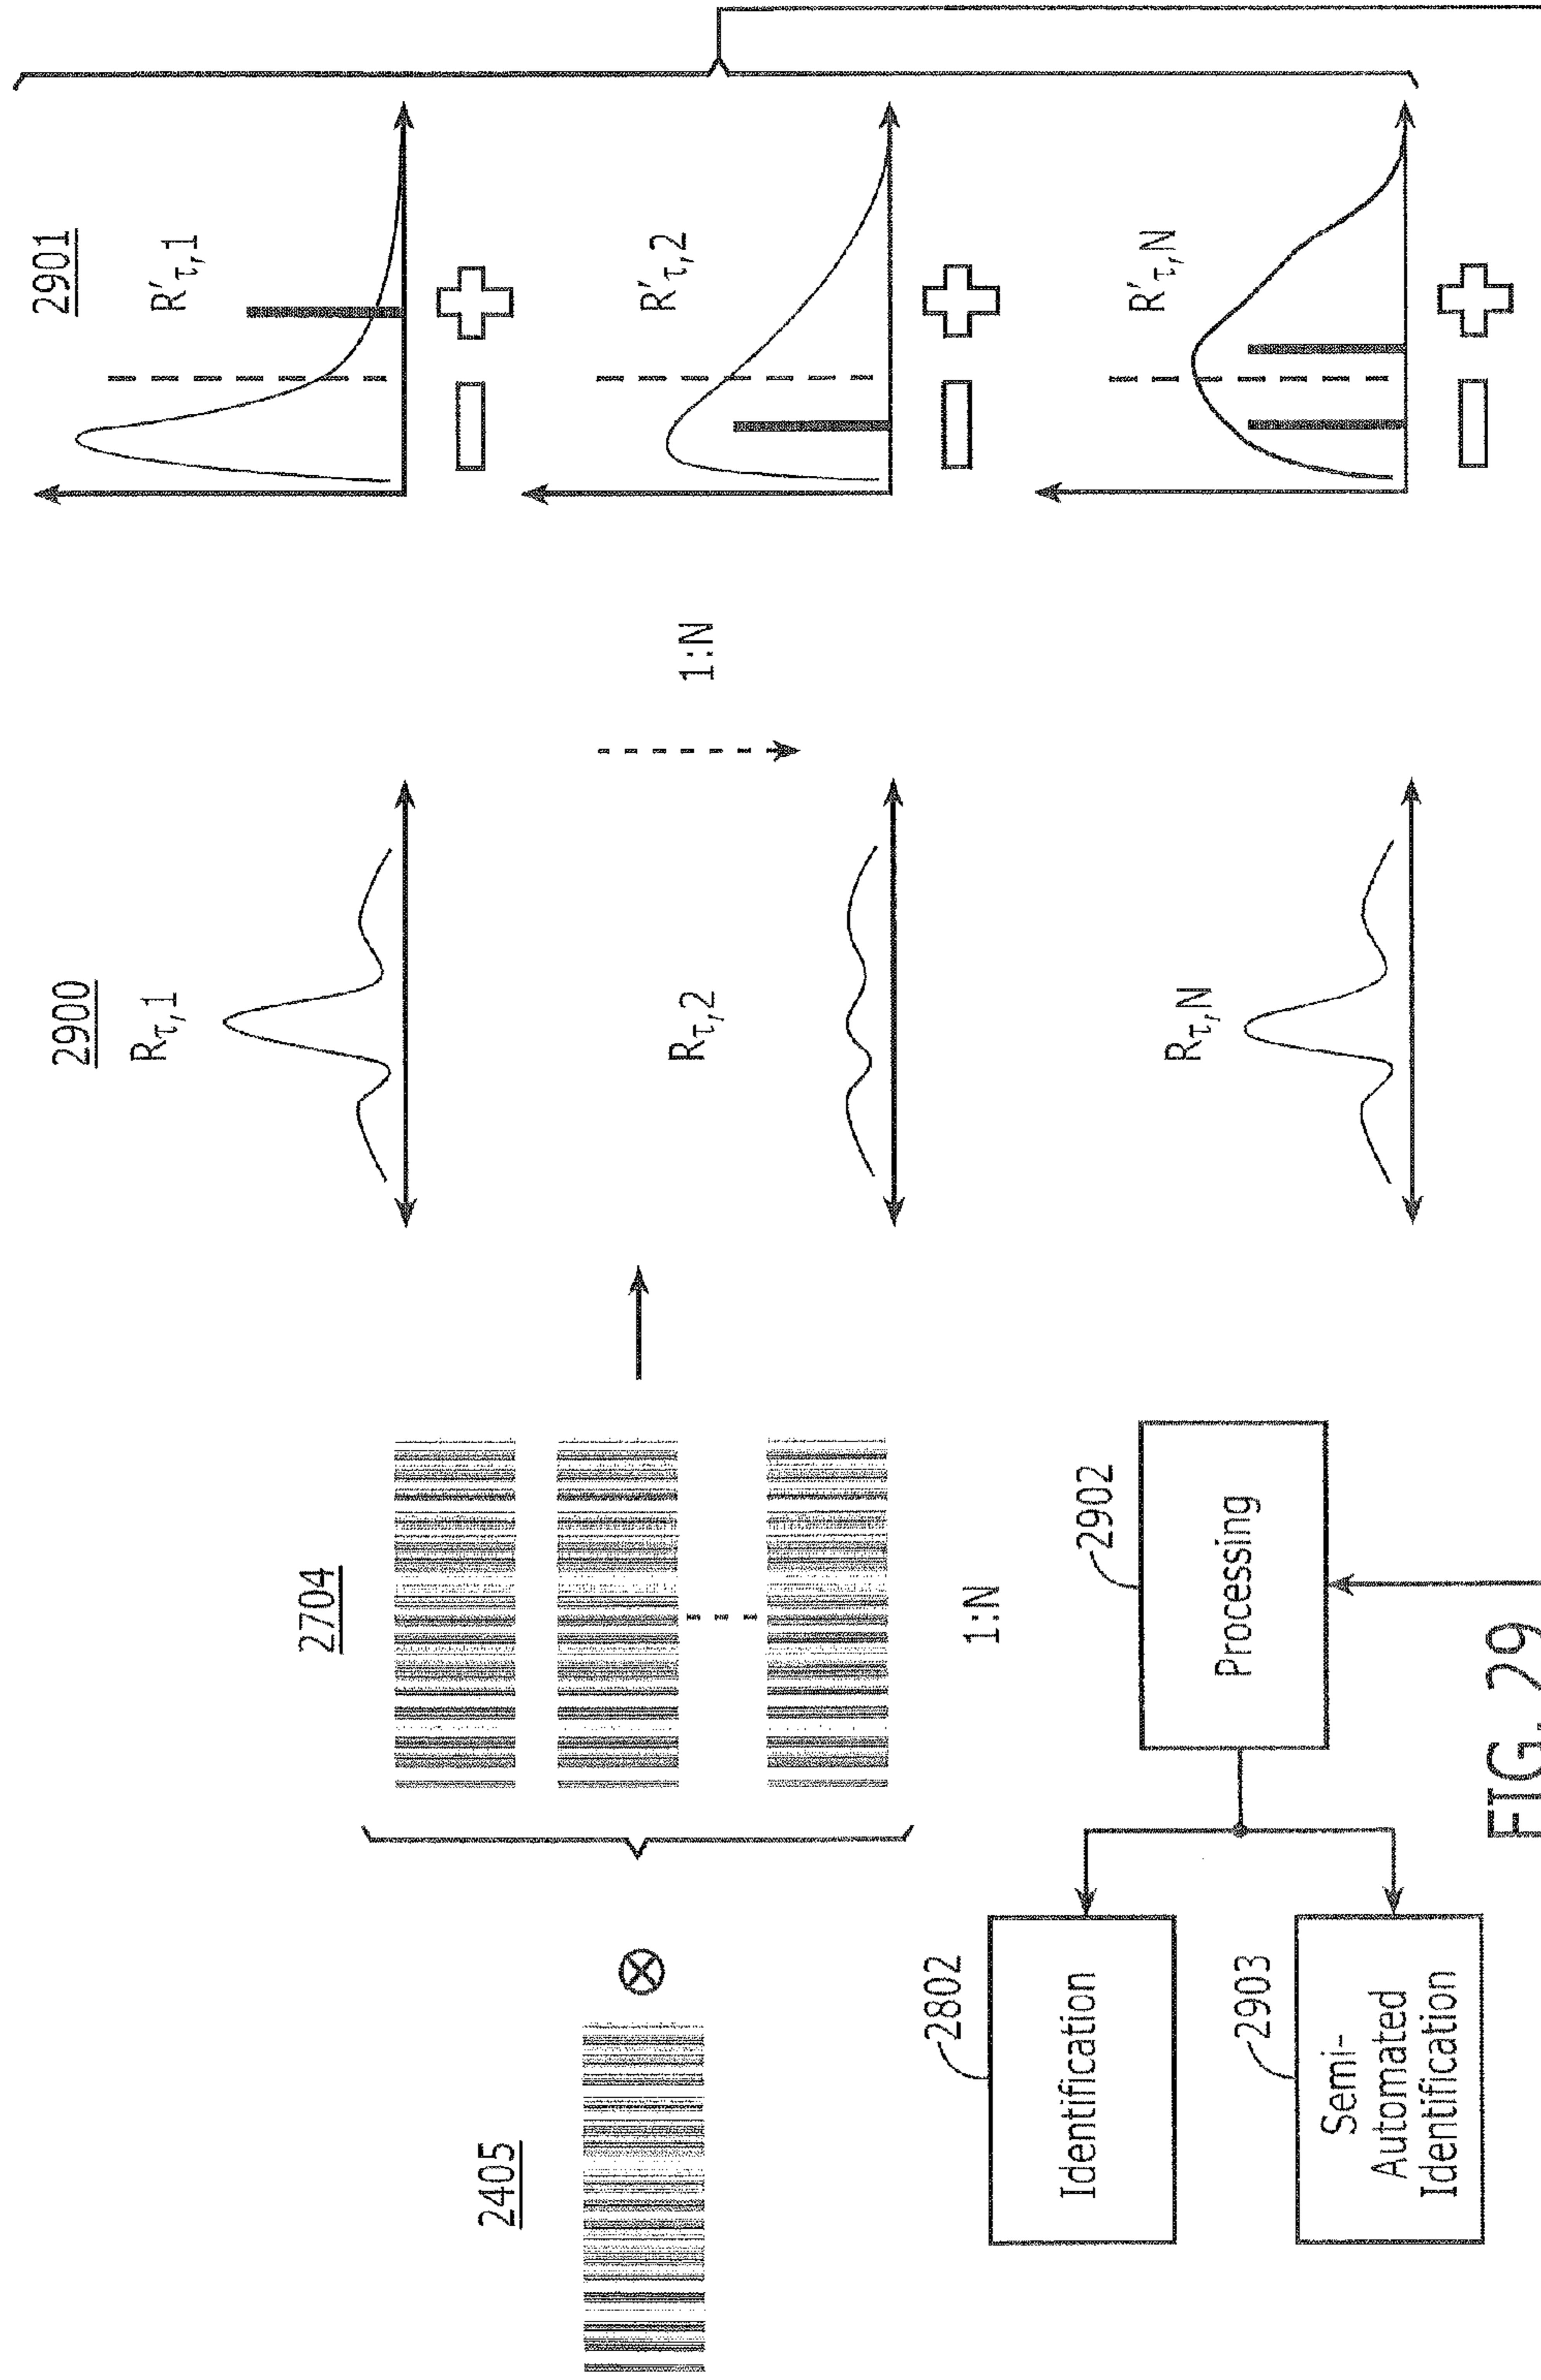 2405
2704
1:N
2900
Rτ,1
Rτ,2
Rτ,N
1:N
2901
R′τ,1
R′τ,2
R′τ,N
2802
Identification
2903
Semi-
Automated
Identification
2902
Processing
FIG. 29